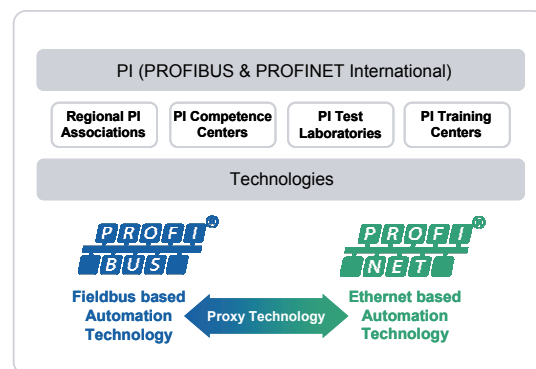 PI (PROFIBUS & PROFINET International)
Regional PI
Associations
PI Competence
Centers
PI Test
Laboratories
PI Training
Centers
Technologies
PROFI®
BUS
PROFI®
NET
Fieldbus based
Automation
Technology
Proxy Technology
Ethernet based
Automation
Technology